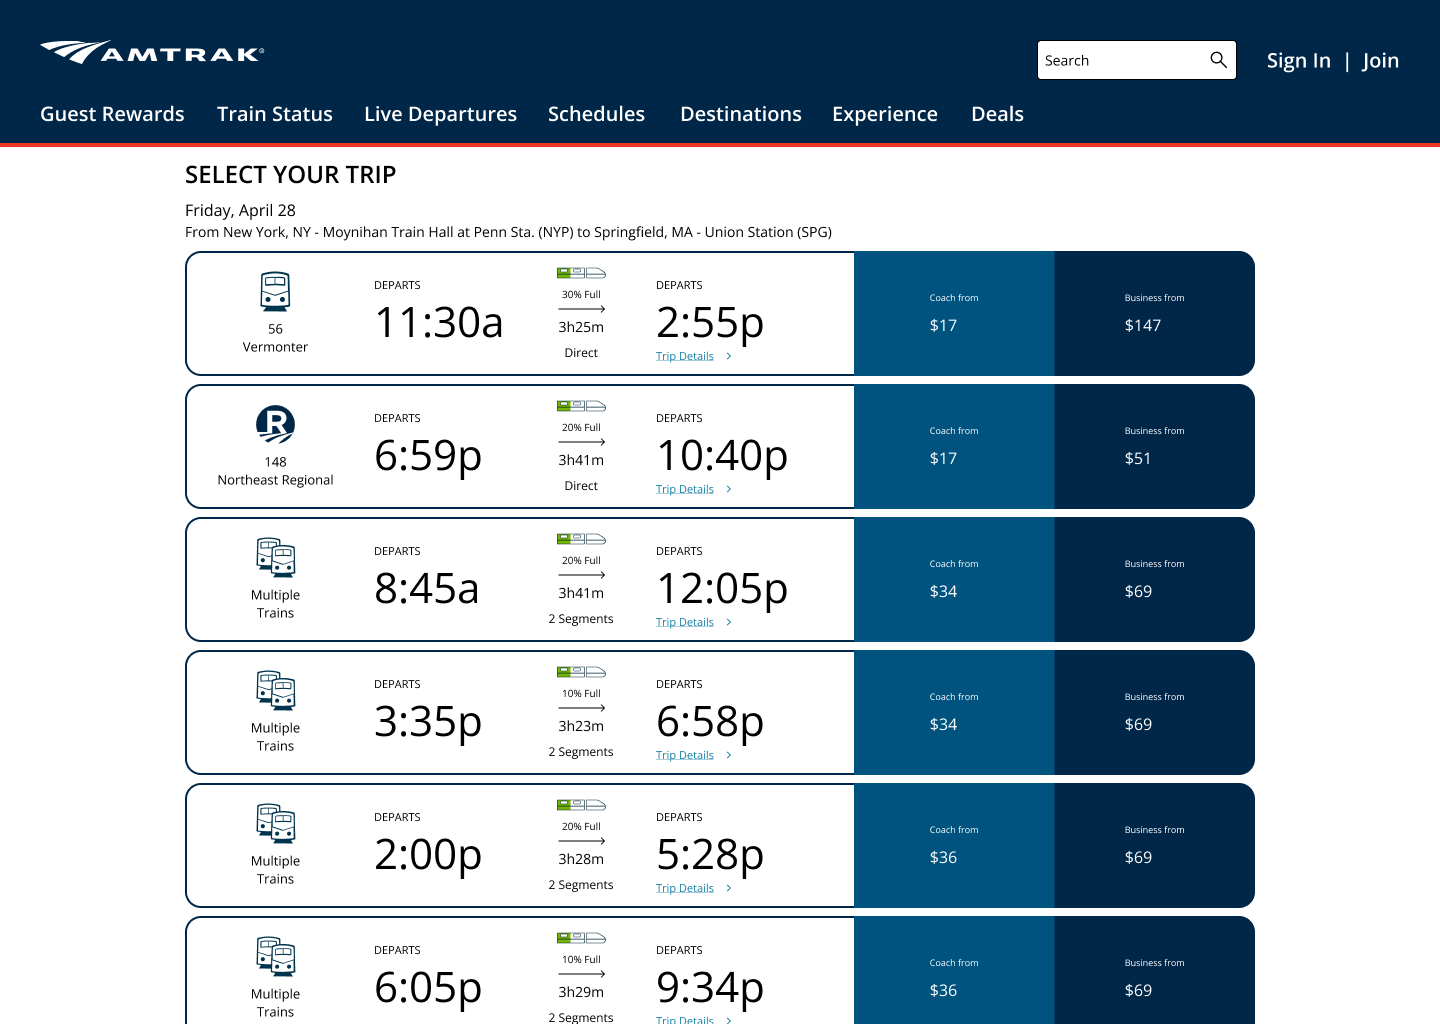 AMTRAK®
Search
Sign In | Join
Guest Rewards Train Status Live Departures Schedules Destinations Experience Deals
SELECT YOUR TRIP
Friday, April 28
From New York, NY - Moynihan Train Hall at Penn Sta. (NYP) to Springfield, MA - Union Station (SPG)
56
Vermonter
DEPARTS
11:30a
30% Full
3h25m
Direct
DEPARTS
2:55p
Trip Details
Coach from
$17
Business from
$147
R
148
Northeast Regional
DEPARTS
6:59p
20% Full
3h41m
Direct
DEPARTS
10:40p
Trip Details
Coach from
$17
Business from
$51
Multiple
Trains
DEPARTS
8:45a
20% Full
3h41m
2 Segments
DEPARTS
12:05p
Trip Details
Coach from
$34
Business from
$69
Multiple
Trains
DEPARTS
3:35p
10% Full
3h23m
2 Segments
DEPARTS
6:58p
Trip Details
Coach from
$34
Business from
$69
Multiple
Trains
DEPARTS
2:00p
20% Full
3h28m
2 Segments
DEPARTS
5:28p
Trip Details
Coach from
$36
Business from
$69
Multiple
Trains
DEPARTS
6:05p
10% Full
3h29m
2 Segments
DEPARTS
9:34p
Trip Details
Coach from
$36
Business from
$69